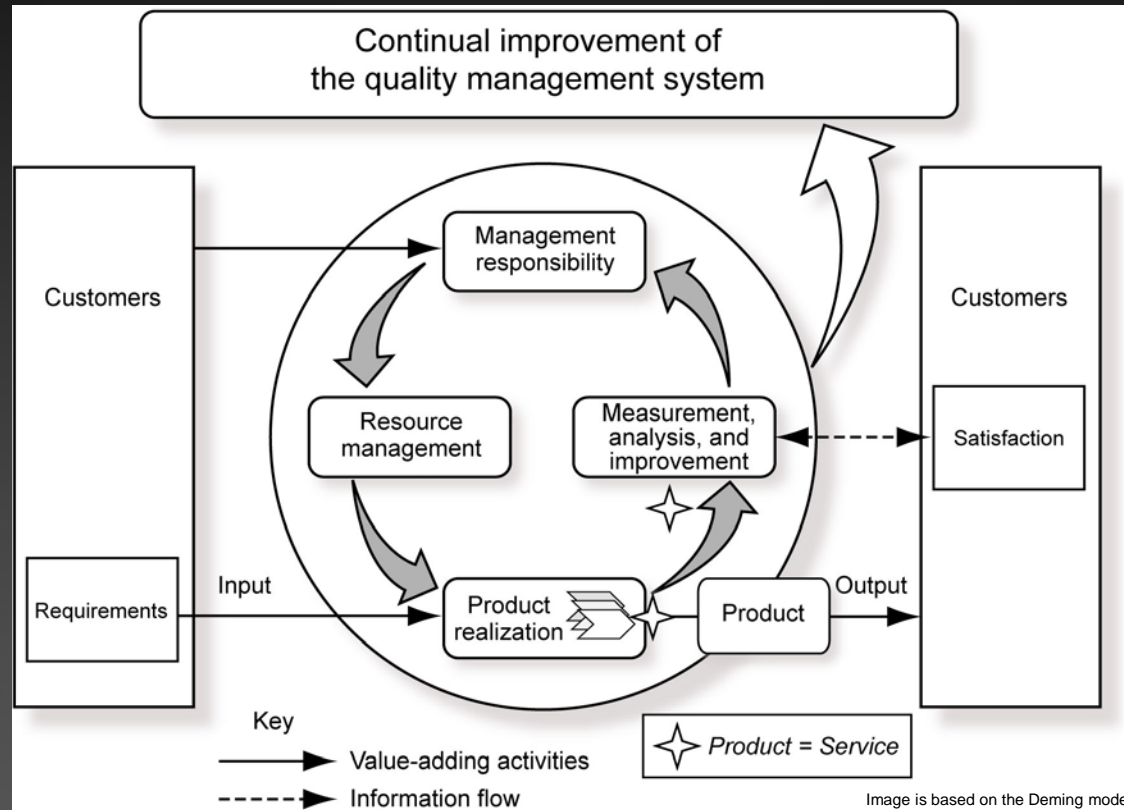 Continual improvement of
the quality management system
Customers
Requirements
Input
Management
responsibility
Resource
management
Measurement,
analysis, and
improvement
Product
realization
Product
Output
Customers
Satisfaction
Key
Value-adding activities
Information flow
Product = Service
Image is based on the Deming mode